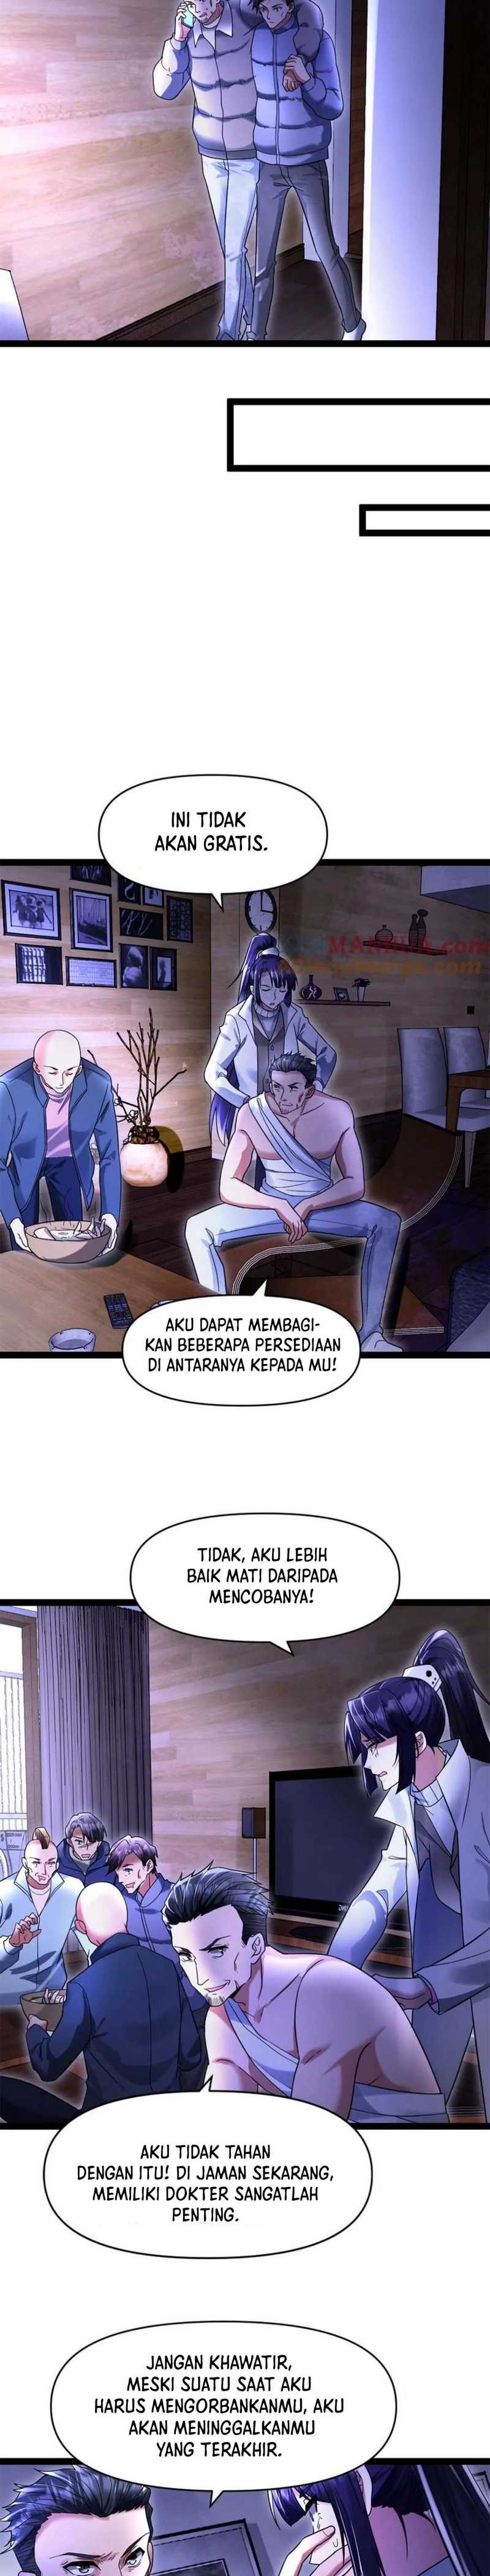 INI TIDAK
AKAN GRATIS.
AKU DAPAT MEMBAGI-
KAN BEBERAPA PERSEDIAAN
DI ANTARANYA KEPADA MU!
TIDAK, AKU LEBIH
BAIK MATI DARIPADA
MENCOBANYA!
AKU TIDAK TAHAN
DENGAN ITU! DI JAMAN SEKARANG,
MEMILIKI DOKTER SANGATLAH
PENTING.
JANGAN KHAWATIR,
MESKI SUATU SAAT AKU
HARUS MENGORBANKANMU, AKU
AKAN MENINGGALKANMU
YANG TERAKHIR.